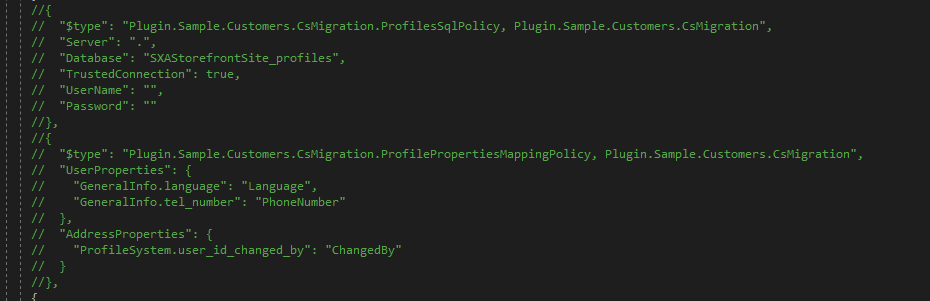 //{
//  "$type": "Plugin.Sample.Customers.CsMigration.ProfilesSqlPolicy, Plugin.Sample.Customers.CsMigration",
//  "Server": ".",
//  "Database": "SXAStorefrontSite_profiles",
//  "TrustedConnection": true,
//  "UserName": "",
//  "Password": ""
//},
//{
//  "$type": "Plugin.Sample.Customers.CsMigration.ProfilePropertiesMappingPolicy, Plugin.Sample.Customers.CsMigration",
//  "UserProperties": {
//    "GeneralInfo.language": "Language",
//    "GeneralInfo.tel_number": "PhoneNumber"
//  },
//  "AddressProperties": {
//    "ProfileSystem.user_id_changed_by": "ChangedBy"
//  }
//},
{